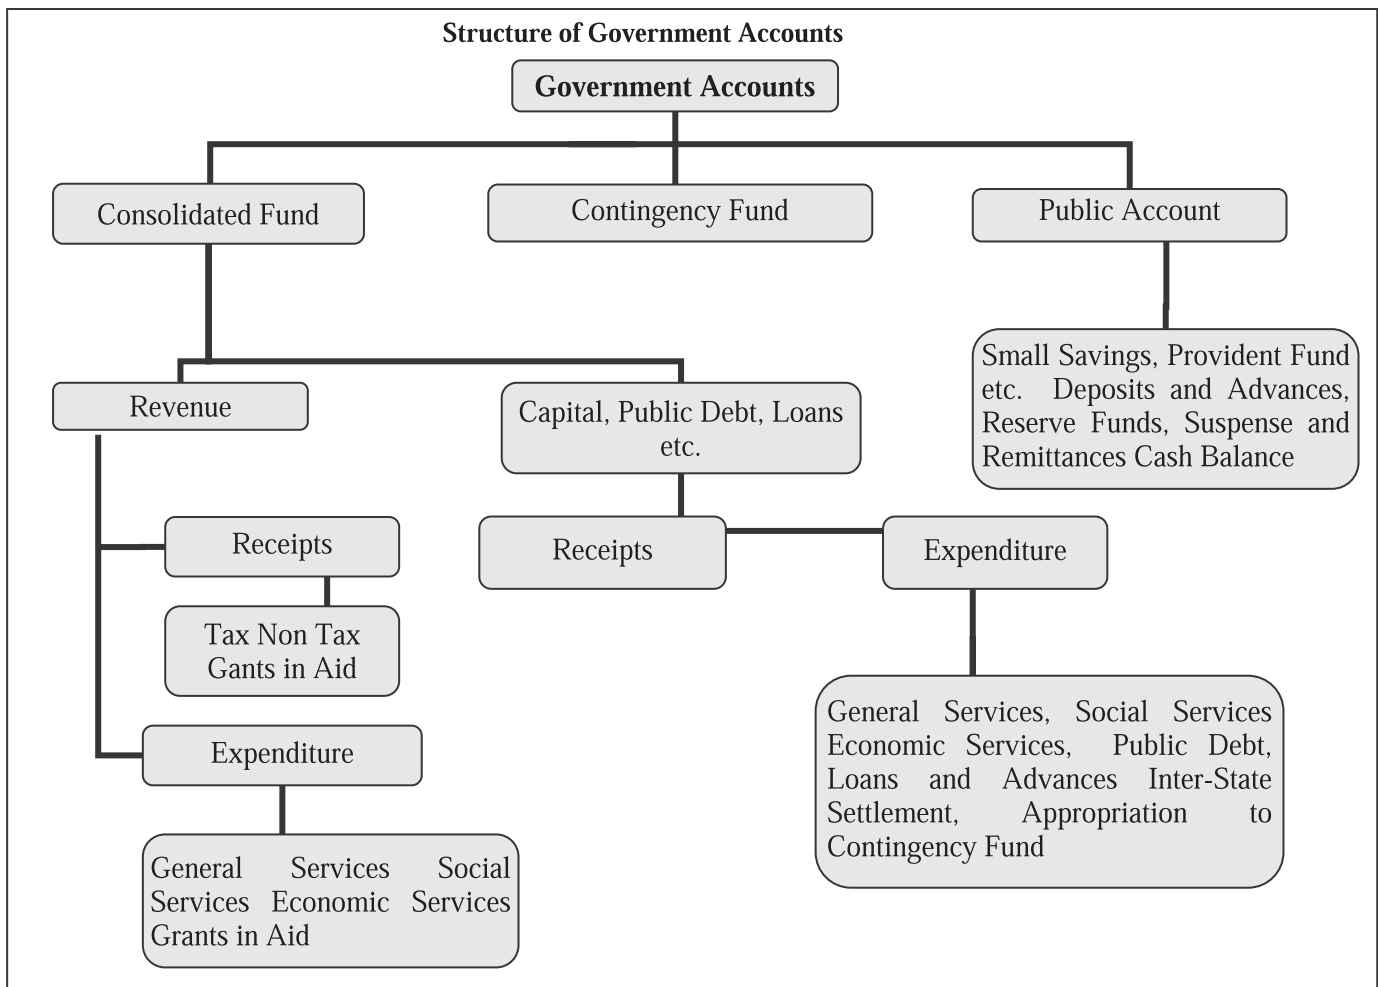 Structure of Government Accounts
Government Accounts
Consolidated Fund
Contingency Fund
Public Account
Small Savings, Provident Fund
etc. Deposits and Advances,
Reserve Funds, Suspense and
Remittances Cash Balance
Revenue
Capital, Public Debt, Loans
etc.
Receipts
Receipts
Expenditure
Tax Non Tax
Gants in Aid
Expenditure
General Services, Social Services
Economic Services, Public Debt,
Loans and Advances Inter-State
Settlement, Appropriation to
Contingency Fund
General Services Social
Services Economic Services
Grants in Aid